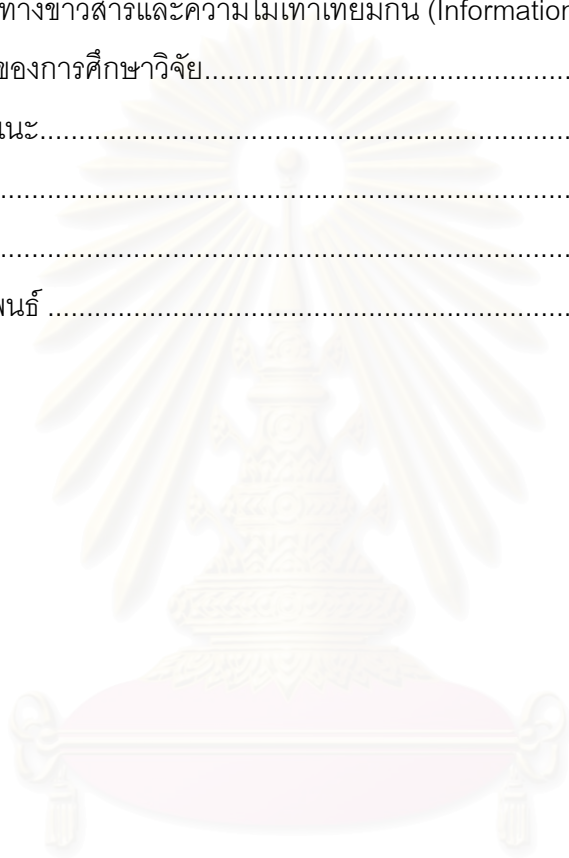 ทางข่าวสารและความไม่เท่าเทียมกัน (Information
ของการศึกษาวิจัย..............................................
นะ....................................................................
.........................................................................
.........................................................................
พนธ์ ..................................................................